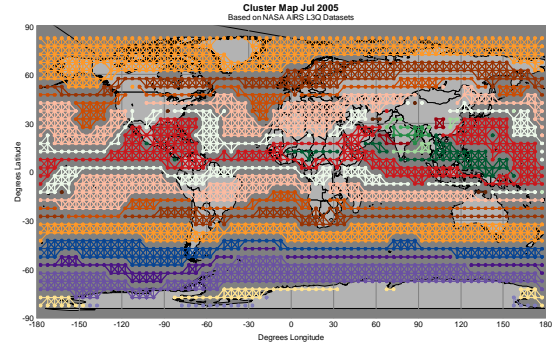 Cluster Map Jul 2005
Based on NASA AIRS L3Q Datasets
90
60
30
0
-30
-60
-90
Degrees Latitude
-180 -150 -120 -90 -60 -30 0 30 60 90 120 150 180
Degrees Longitude